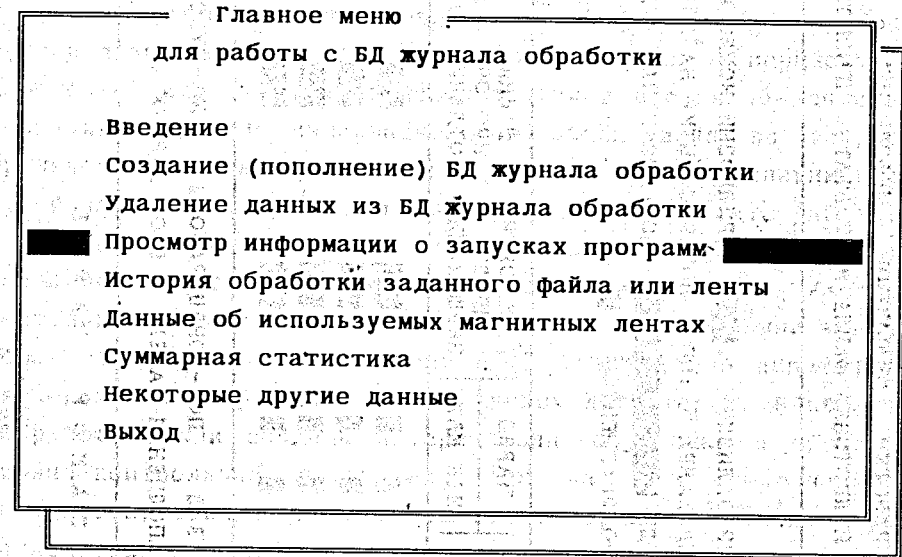 Главное меню
для работы с БД журнала обработки
Введение
Создание (пополнение) БД журнала обработки
Удаление данных из БД журнала обработки
Просмотр информации о запусках программ
История обработки заданного файла или ленты
Данные об используемых магнитных лентах
Суммарная статистика
Некоторые другие данные
Выход